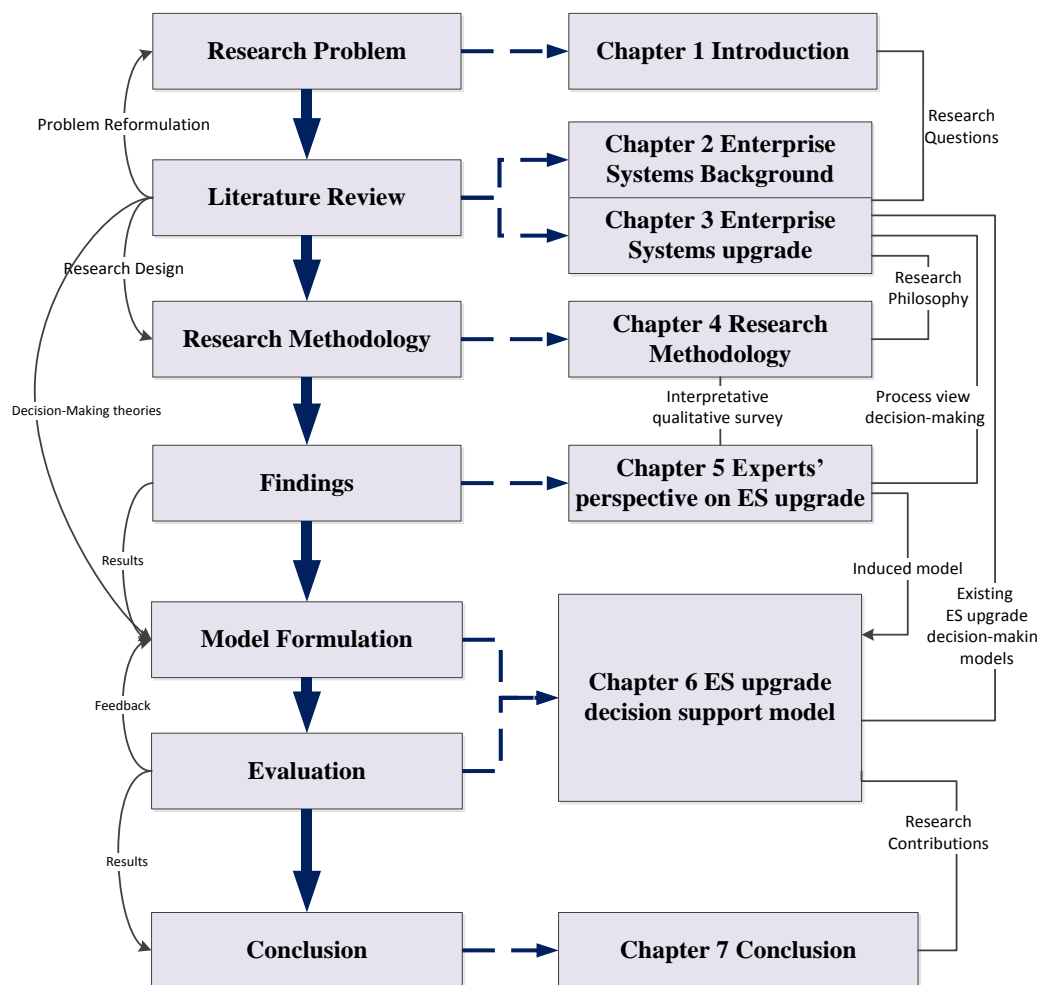 Research Problem
Chapter 1 Introduction
Problem Reformulation
Research
Questions
Chapter 2 Enterprise
Systems Background
Literature Review
Chapter 3 Enterprise
Systems upgrade
Research Design
Research
Philosophy
Research Methodology
Chapter 4 Research
Methodology
Decision-Making theories
Interpretative
qualitative survey
Process view
decision-making
Findings
Chapter 5 Experts’
perspective on ES upgrade
Results
Induced model
Existing
ES upgrade
decision-makin
models
Model Formulation
Chapter 6 ES upgrade
decision support model
Feedback
Evaluation
Research
Contributions
Results
Conclusion
Chapter 7 Conclusion